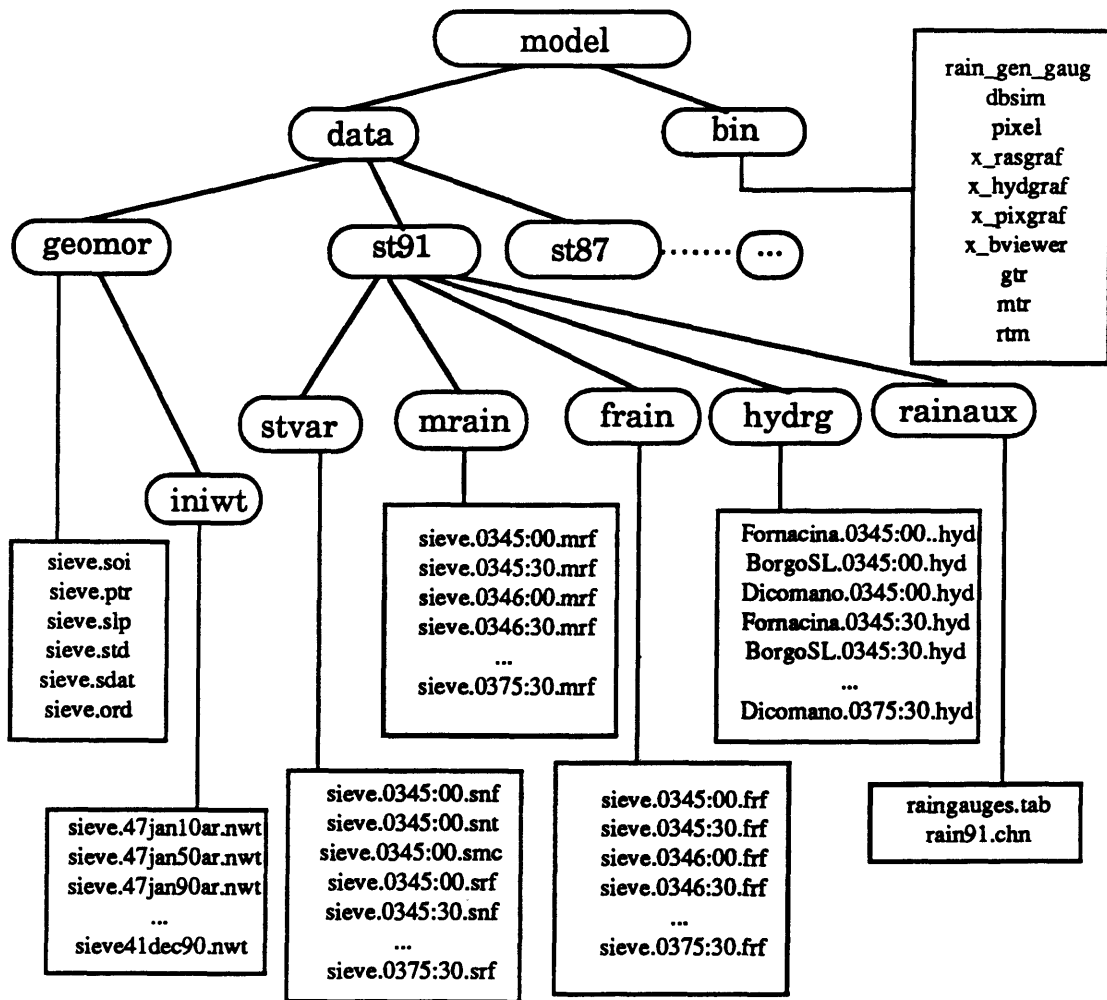 model
rain_gen_gaug
dbsim
pixel
x_rasgraf
x_hydgraf
x_pixgraf
x_bviewer
gtr
mtr
rtm
data
bin
geomor
st91
st87
...
stvar
mrain
frain
hydrg
rainaux
iniwt
sieve.soi
sieve.ptr
sieve.slp
sieve.std
sieve.sdat
sieve.ord
sieve.0345:00.mrf
sieve.0345:30.mrf
sieve.0346:00.mrf
sieve.0346:30.mrf
...
sieve.0375:30.mrf
Fornacina.0345:00..hyd
BorgoSL.0345:00.hyd
Dicomano.0345:00.hyd
Fornacina.0345:30.hyd
BorgoSL.0345:30.hyd
...
Dicomano.0375:30.hyd
sieve.47jan10ar.nwt
sieve.47jan50ar.nwt
sieve.47jan90ar.nwt
...
sieve41dec90.nwt
sieve.0345:00.snf
sieve.0345:00.snt
sieve.0345:00.smc
sieve.0345:00.srf
sieve.0345:30.snf
...
sieve.0375:30.srf
sieve.0345:00.frf
sieve.0345:30.frf
sieve.0346:00.frf
sieve.0346:30.frf
...
sieve.0375:30.frf
raingauges.tab
rain91.chn